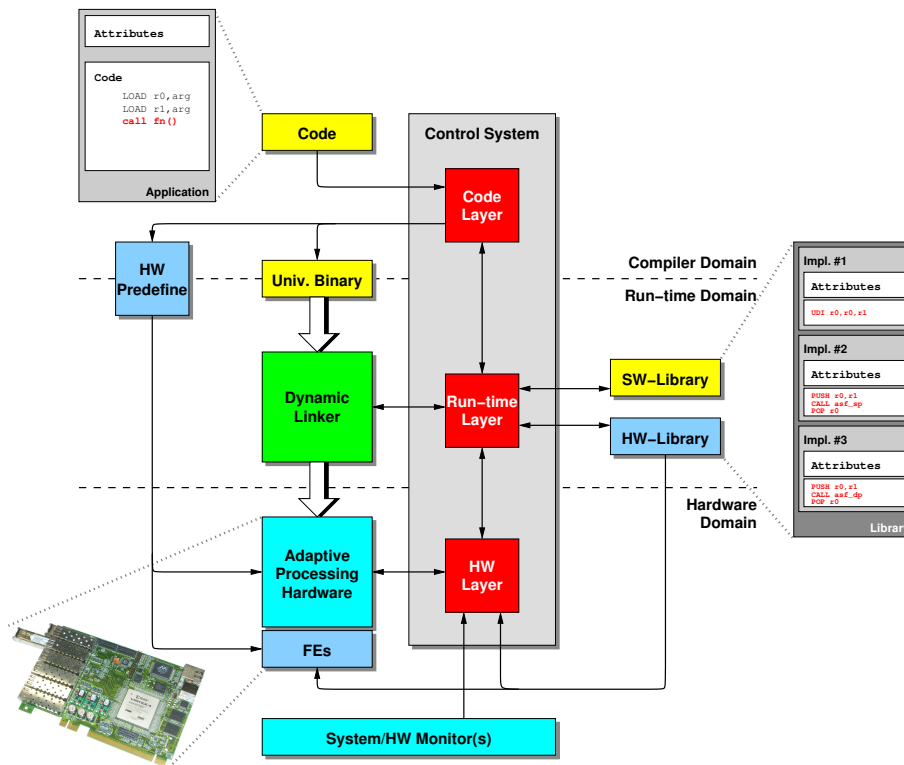 Attributes
Code
LOAD r0,arg
LOAD r1,arg
call fn()
Application
Code
Control System
Code
Layer
HW
Predefine
Univ. Binary
Compiler Domain
Run-time Domain
Dynamic
Linker
Run-time
Layer
SW-Library
HW-Library
Hardware
Domain
Adaptive
Processing
Hardware
HW
Layer
FEs
System/HW Monitor(s)
Impl. #1
Attributes
UDI r0,r0,r1
Impl. #2
Attributes
PUSH r0,r1
CALL asf_sp
POP r0
Impl. #3
Attributes
PUSH r0,r1
CALL asf_dp
POP r0
Library